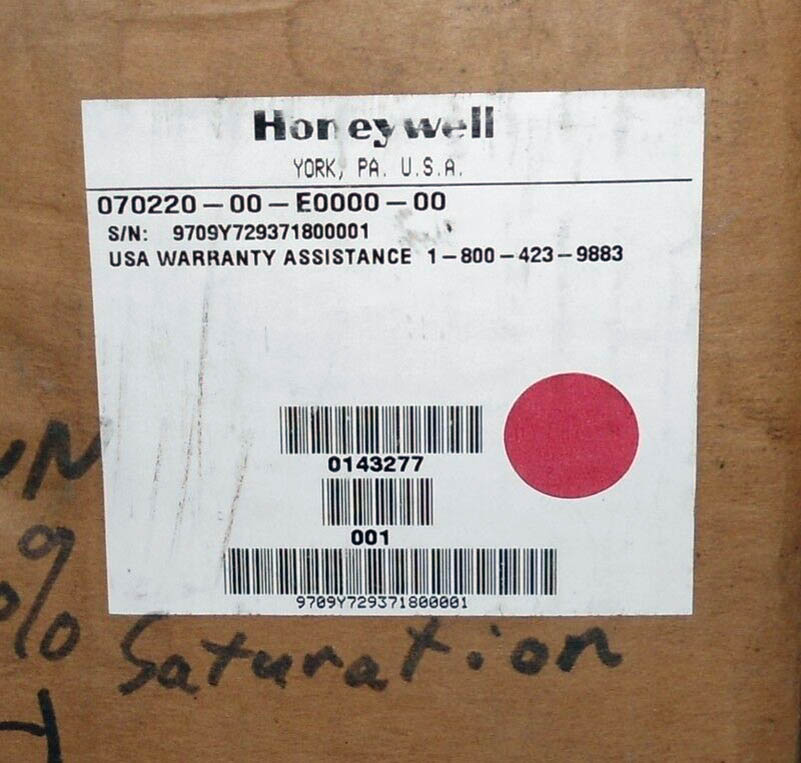 Honeywell
YORK, PA. U.S.A.
070220-00-E0000-00
S/N: 9709Y729371800001
USA WARRANTY ASSISTANCE 1-800-423-9883
0143277
001
9709Y729371800001
Saturation